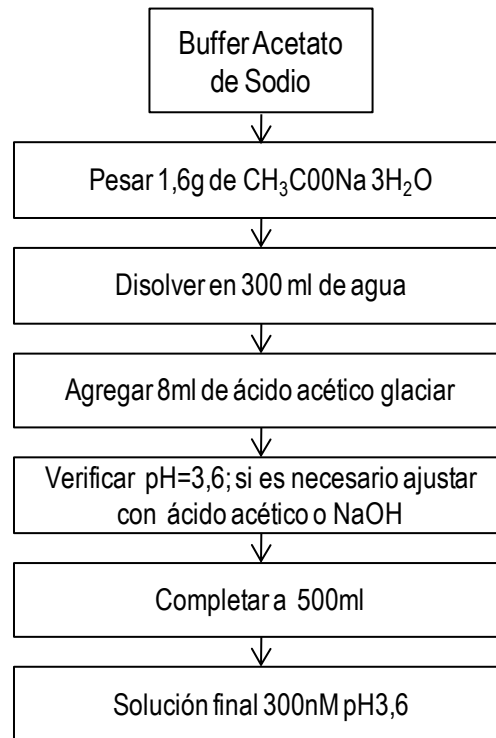 Buffer Acetato
de Sodio
Pesar 1,6g de CH₃C00Na 3H₂O
Disolver en 300 ml de agua
Agregar 8ml de ácido acético glaciar
Verificar pH=3,6; si es necesario ajustar
con ácido acético o NaOH
Completar a 500ml
Solución final 300nM pH3,6